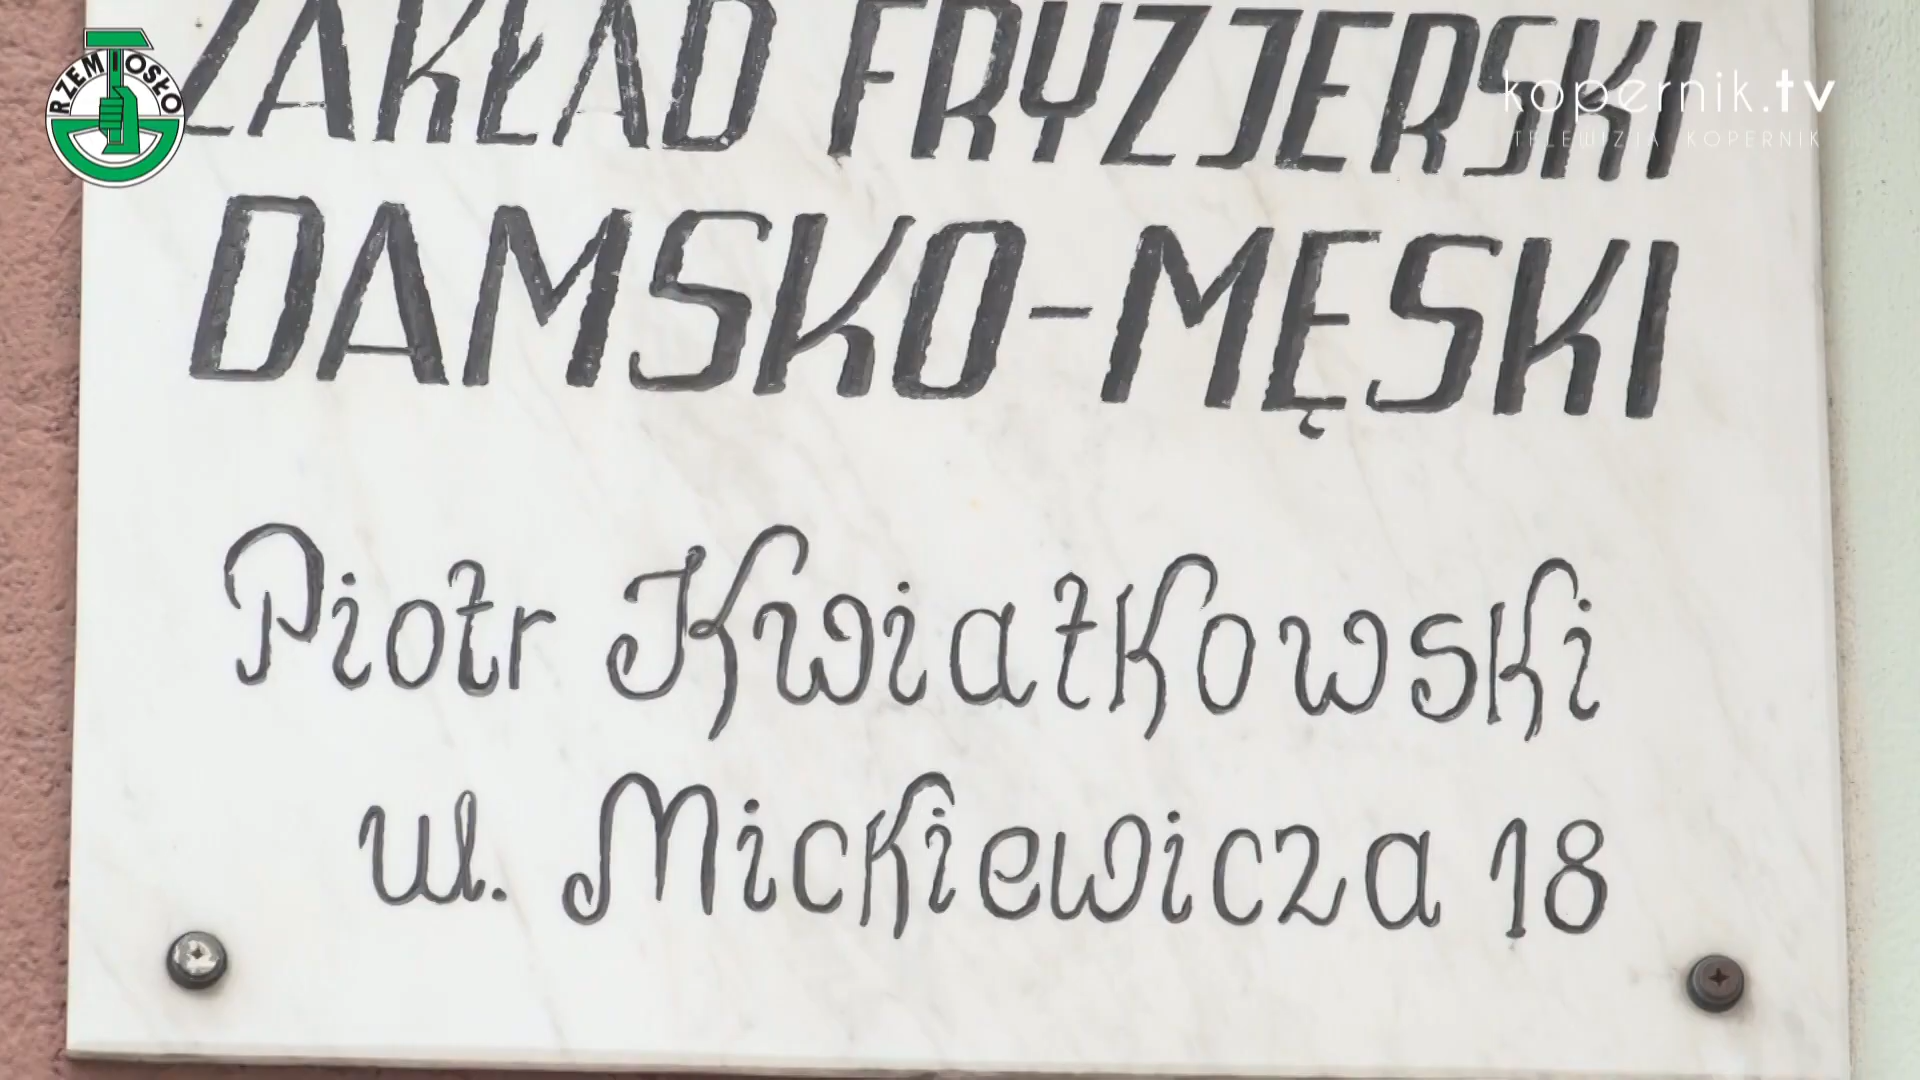 ZAKŁAD FRYZJERSKI
DAMSKO-MĘSKI
Piotr Kwiatkowski
ul. Mickiewicza 18
RZEMIOSŁO
kopernik.tv
TELEWIZJA KOPERNIK